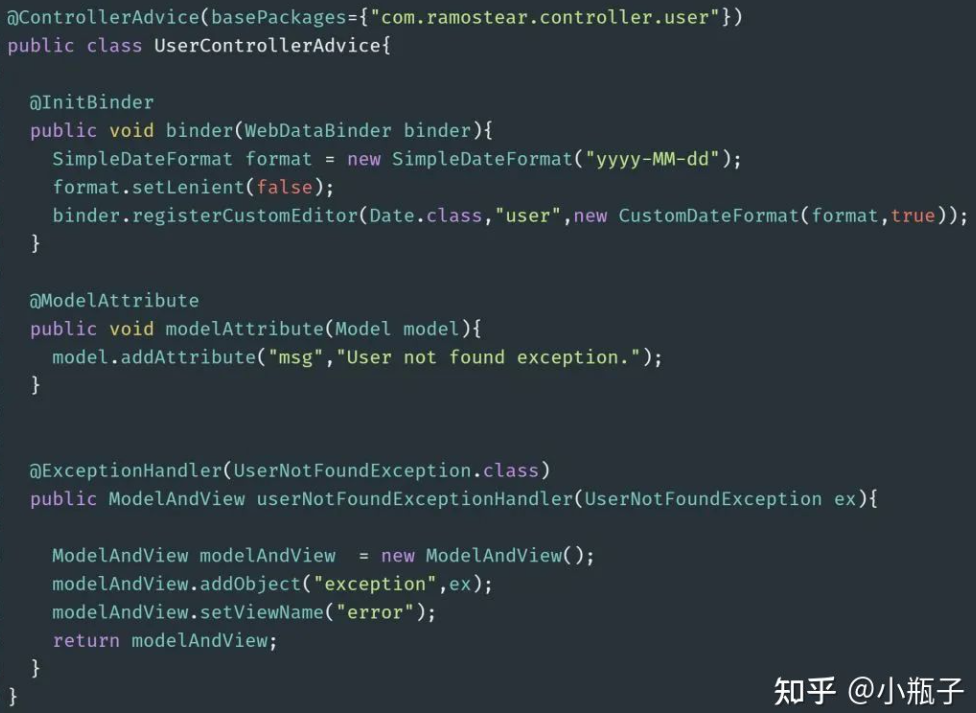 @ControllerAdvice(basePackages={"com.ramostear.controller.user"})
public class UserControllerAdvice{
@InitBinder
public void binder(WebDataBinder binder){
SimpleDateFormat format = new SimpleDateFormat("yyyy-MM-dd");
format.setLenient(false);
binder.registerCustomEditor(Date.class,"user",new CustomDateFormat(format,true));
}
@ModelAttribute
public void modelAttribute(Model model){
model.addAttribute("msg","User not found exception.");
}
@ExceptionHandler(UserNotFoundException.class)
public ModelAndView userNotFoundExceptionHandler(UserNotFoundException ex){
ModelAndView modelAndView  = new ModelAndView();
modelAndView.addObject("exception",ex);
modelAndView.setViewName("error");
return modelAndView;
}
}
知乎 @小瓶子